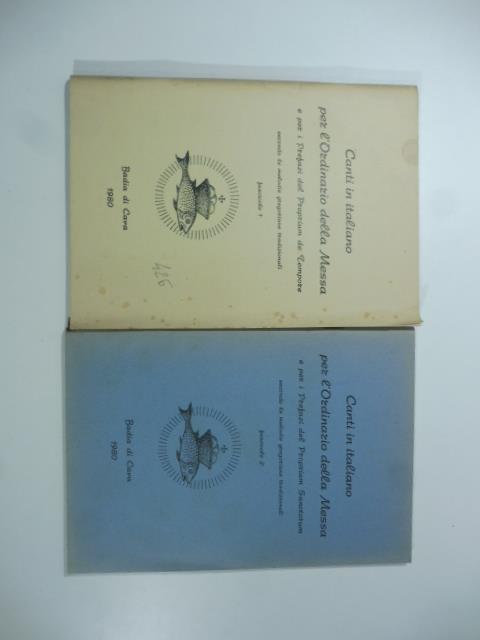 Canti in italiano
per l'Ordinario della Messa
e per i Prefazi del Proprium de Tempore
secondo le melodie gregoriane tradizionali
fascicolo 1
426
Badia di Cava
1980
Canti in italiano
per l'Ordinario della Messa
e per i Prefazi del Proprium Sanctorum
secondo le melodie gregoriane tradizionali
fascicolo 2
Badia di Cava
1980